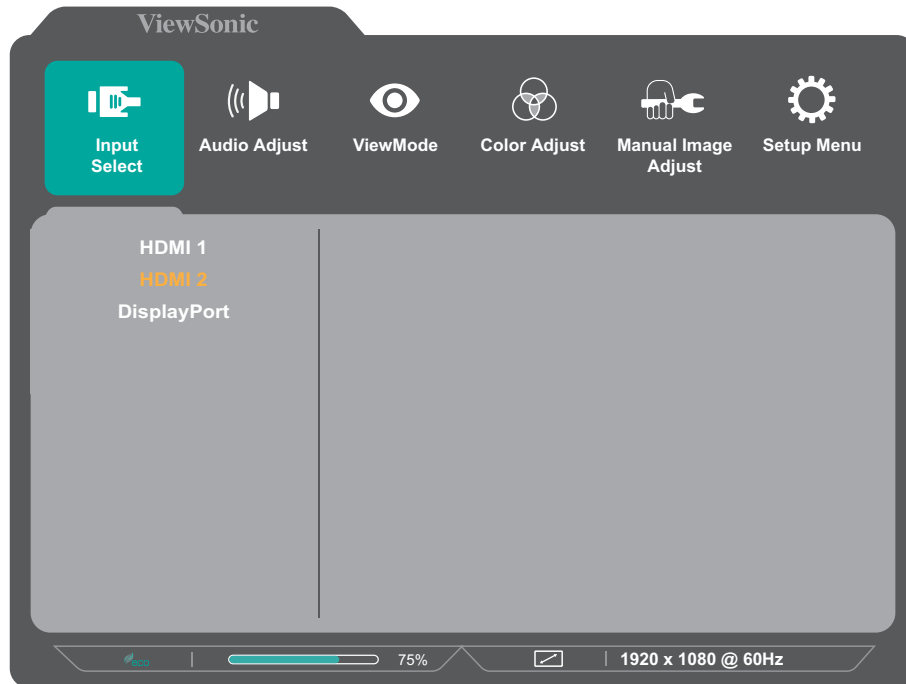 ViewSonic
Input
Select
Audio Adjust
ViewMode
Color Adjust
Manual Image
Adjust
Setup Menu
HDMI 1
HDMI 2
DisplayPort
eco
75%
1920 x 1080 @ 60Hz